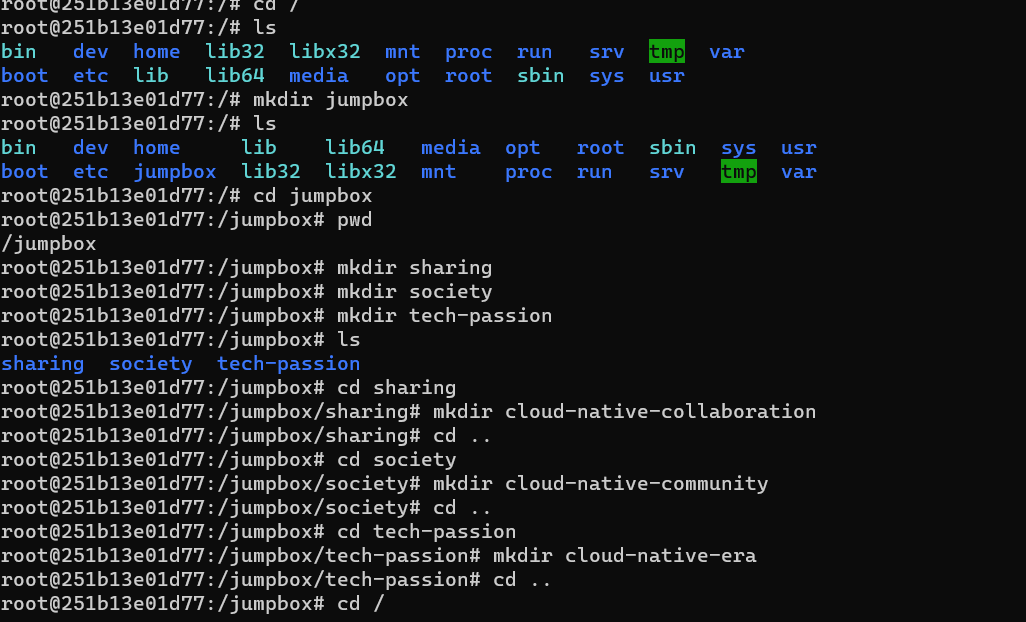 root@251b13e01d77:/# cd /
root@251b13e01d77:/# ls
bin   dev  home  lib32  libx32  mnt  proc  run   srv  tmp  var
boot  etc  lib   lib64  media   opt  root  sbin  sys  usr
root@251b13e01d77:/# mkdir jumpbox
root@251b13e01d77:/# ls
bin   dev  home     lib    lib64   media  opt   root  sbin  sys  usr
boot  etc  jumpbox  lib32  libx32  mnt    proc  run   srv   tmp  var
root@251b13e01d77:/# cd jumpbox
root@251b13e01d77:/jumpbox# pwd
/jumpbox
root@251b13e01d77:/jumpbox# mkdir sharing
root@251b13e01d77:/jumpbox# mkdir society
root@251b13e01d77:/jumpbox# mkdir tech-passion
root@251b13e01d77:/jumpbox# ls
sharing  society  tech-passion
root@251b13e01d77:/jumpbox# cd sharing
root@251b13e01d77:/jumpbox/sharing# mkdir cloud-native-collaboration
root@251b13e01d77:/jumpbox/sharing# cd ..
root@251b13e01d77:/jumpbox# cd society
root@251b13e01d77:/jumpbox/society# mkdir cloud-native-community
root@251b13e01d77:/jumpbox/society# cd ..
root@251b13e01d77:/jumpbox# cd tech-passion
root@251b13e01d77:/jumpbox/tech-passion# mkdir cloud-native-era
root@251b13e01d77:/jumpbox/tech-passion# cd ..
root@251b13e01d77:/jumpbox# cd /